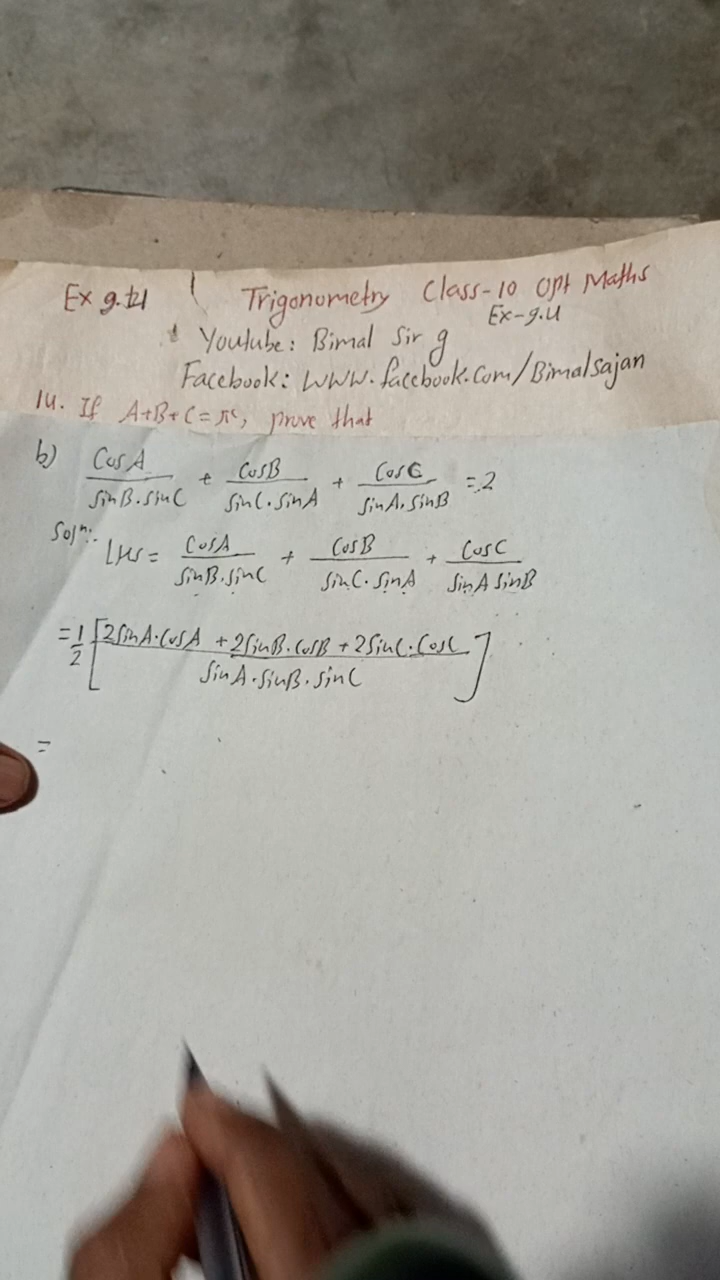 Ex 9.4 Trigonometry Class-10 Opt Maths
Ex-9.4
Youtube: Bimal Sir g
Facebook: WWW.facebook.Com/Bimalsajan
14. If A+B+C=πᶜ, prove that
b) CosA/SinB.SinC + CosB/SinC.SinA + CosC/SinA.SinB = 2
Solⁿ:- LHS = CosA/SinB.SinC + CosB/SinC.SinA + CosC/SinA SinB
= 1/2 [2SinA.CosA + 2SinB.CosB + 2SinC.CosC / SinA.SinB.SinC]
=